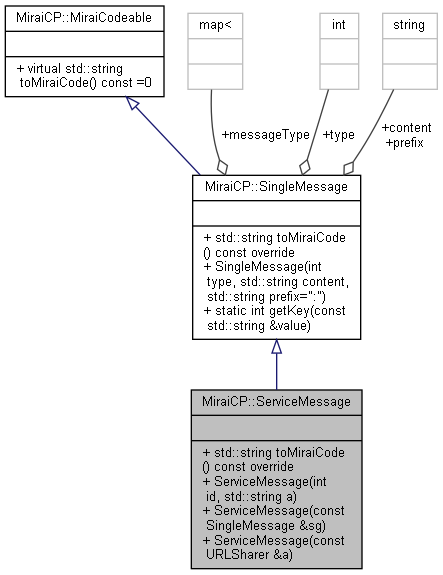 MiraiCP::MiraiCodeable
+ virtual std::string
toMiraiCode() const =0
map<
int
string
+messageType
+type
+content
+prefix
MiraiCP::SingleMessage
+ std::string toMiraiCode
() const override
+ SingleMessage(int
type, std::string content,
std::string prefix=":")
+ static int getKey(const
std::string &value)
MiraiCP::ServiceMessage
+ std::string toMiraiCode
() const override
+ ServiceMessage(int
id, std::string a)
+ ServiceMessage(const
SingleMessage &sg)
+ ServiceMessage(const
URLSharer &a)